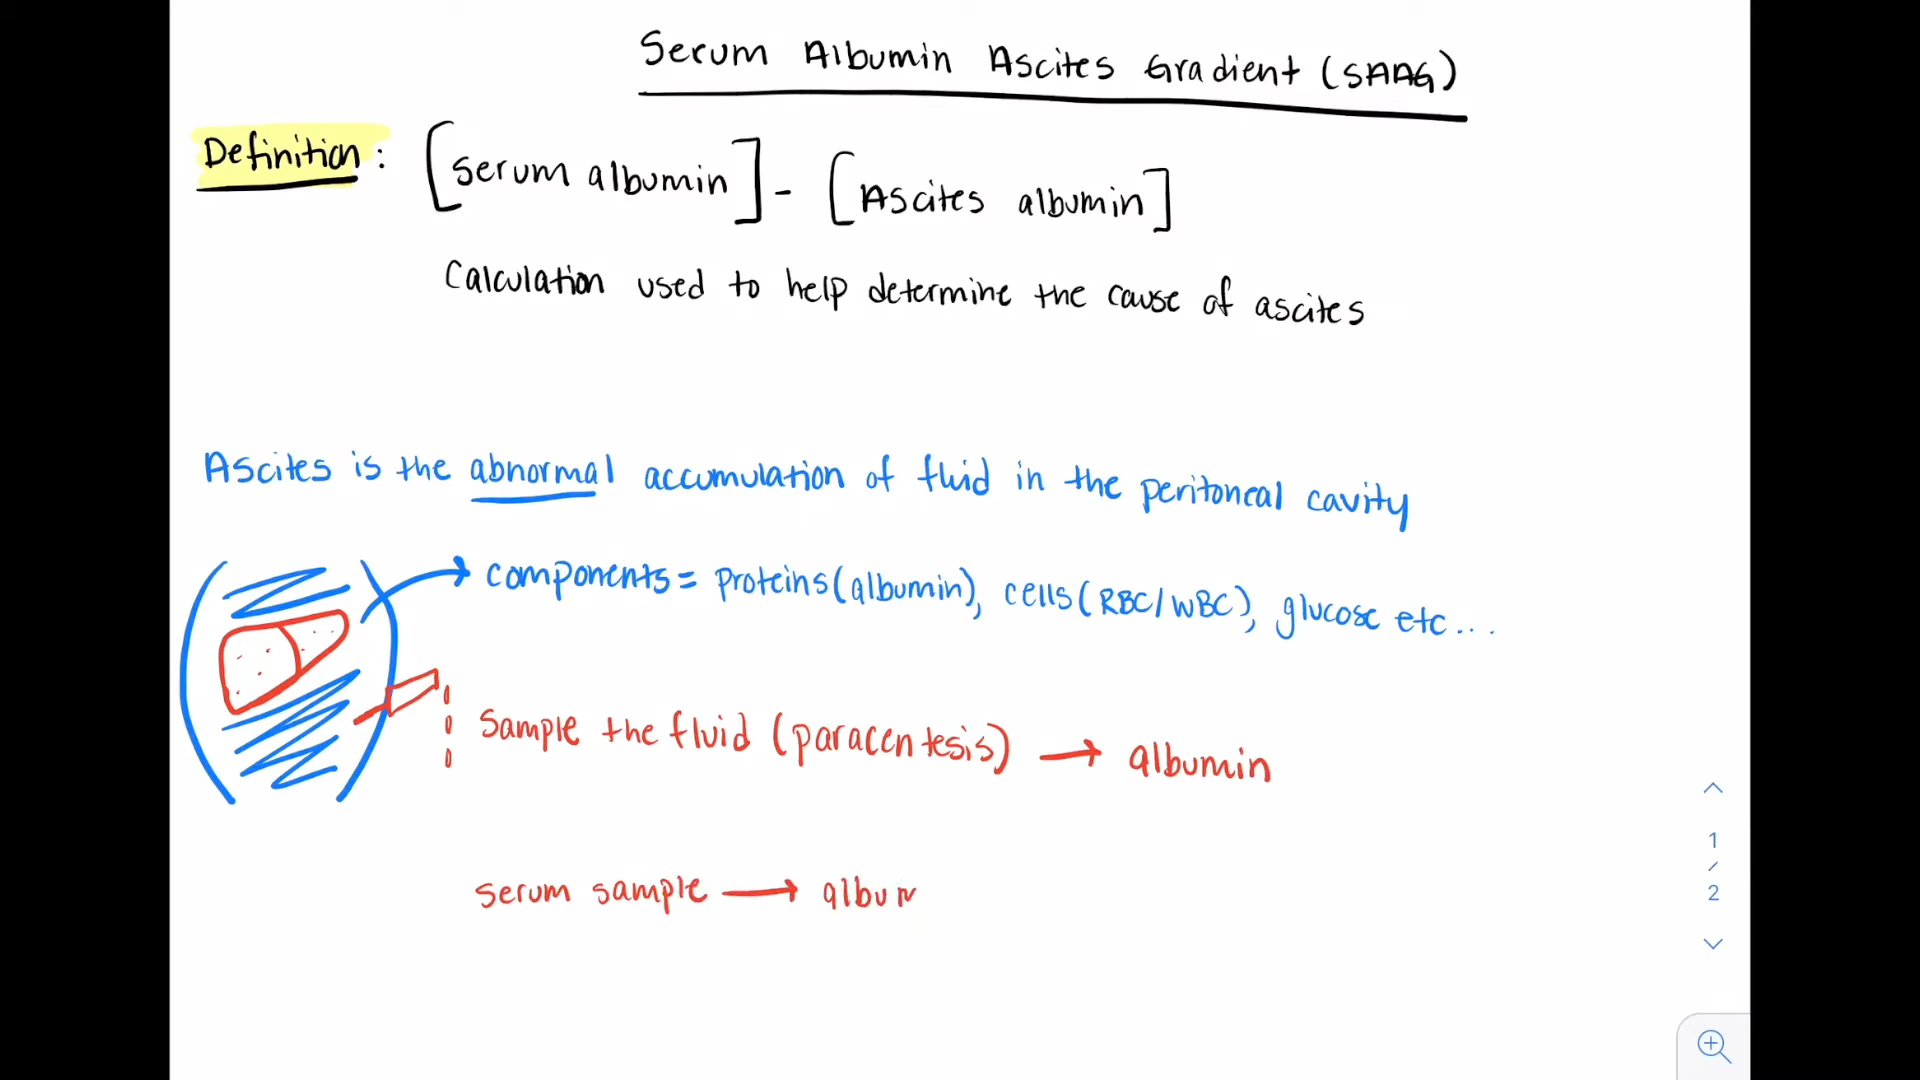 Serum Albumin Ascites Gradient (SAAG)
Definition: [serum albumin] - [Ascites albumin]
Calculation used to help determine the cause of ascites
Ascites is the abnormal accumulation of fluid in the peritoneal cavity
components = proteins (albumin), cells (RBC/WBC), glucose etc...
Sample the fluid (paracentesis) → albumin
serum sample → album
1
/
2